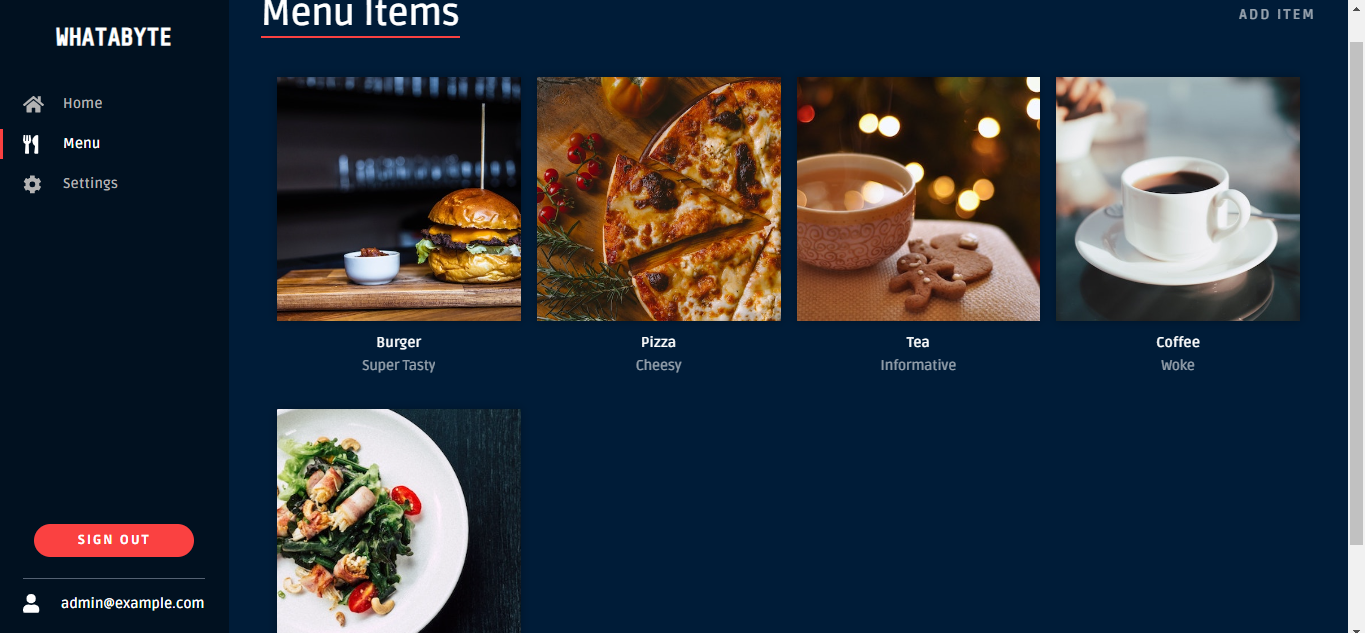 WHATABYTE
Home
Menu
Settings
SIGN OUT
admin@example.com
Menu Items
ADD ITEM
Burger
Super Tasty
Pizza
Cheesy
Tea
Informative
Coffee
Woke